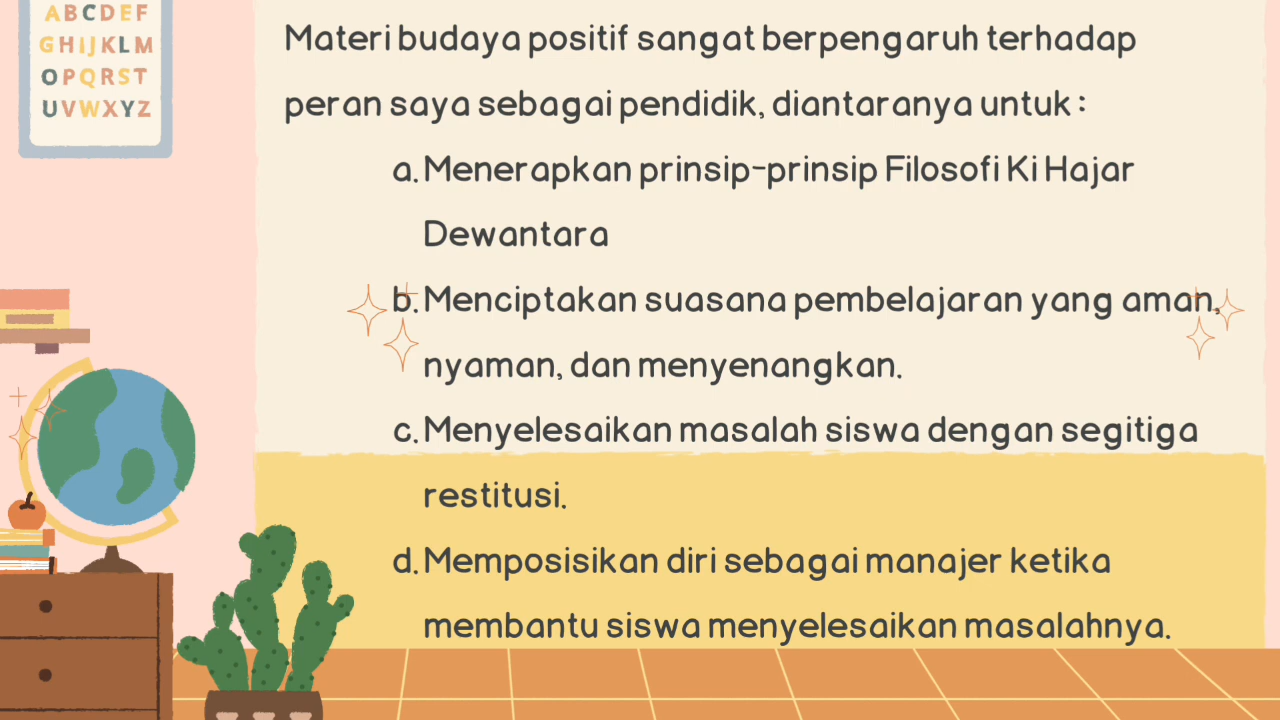 ABCDEF
GHIJKLM
OPQRST
UVWXYZ
Materi budaya positif sangat berpengaruh terhadap
peran saya sebagai pendidik, diantaranya untuk :
a. Menerapkan prinsip-prinsip Filosofi Ki Hajar
Dewantara
b. Menciptakan suasana pembelajaran yang aman,
nyaman, dan menyenangkan.
c. Menyelesaikan masalah siswa dengan segitiga
restitusi.
d. Memposisikan diri sebagai manajer ketika
membantu siswa menyelesaikan masalahnya.